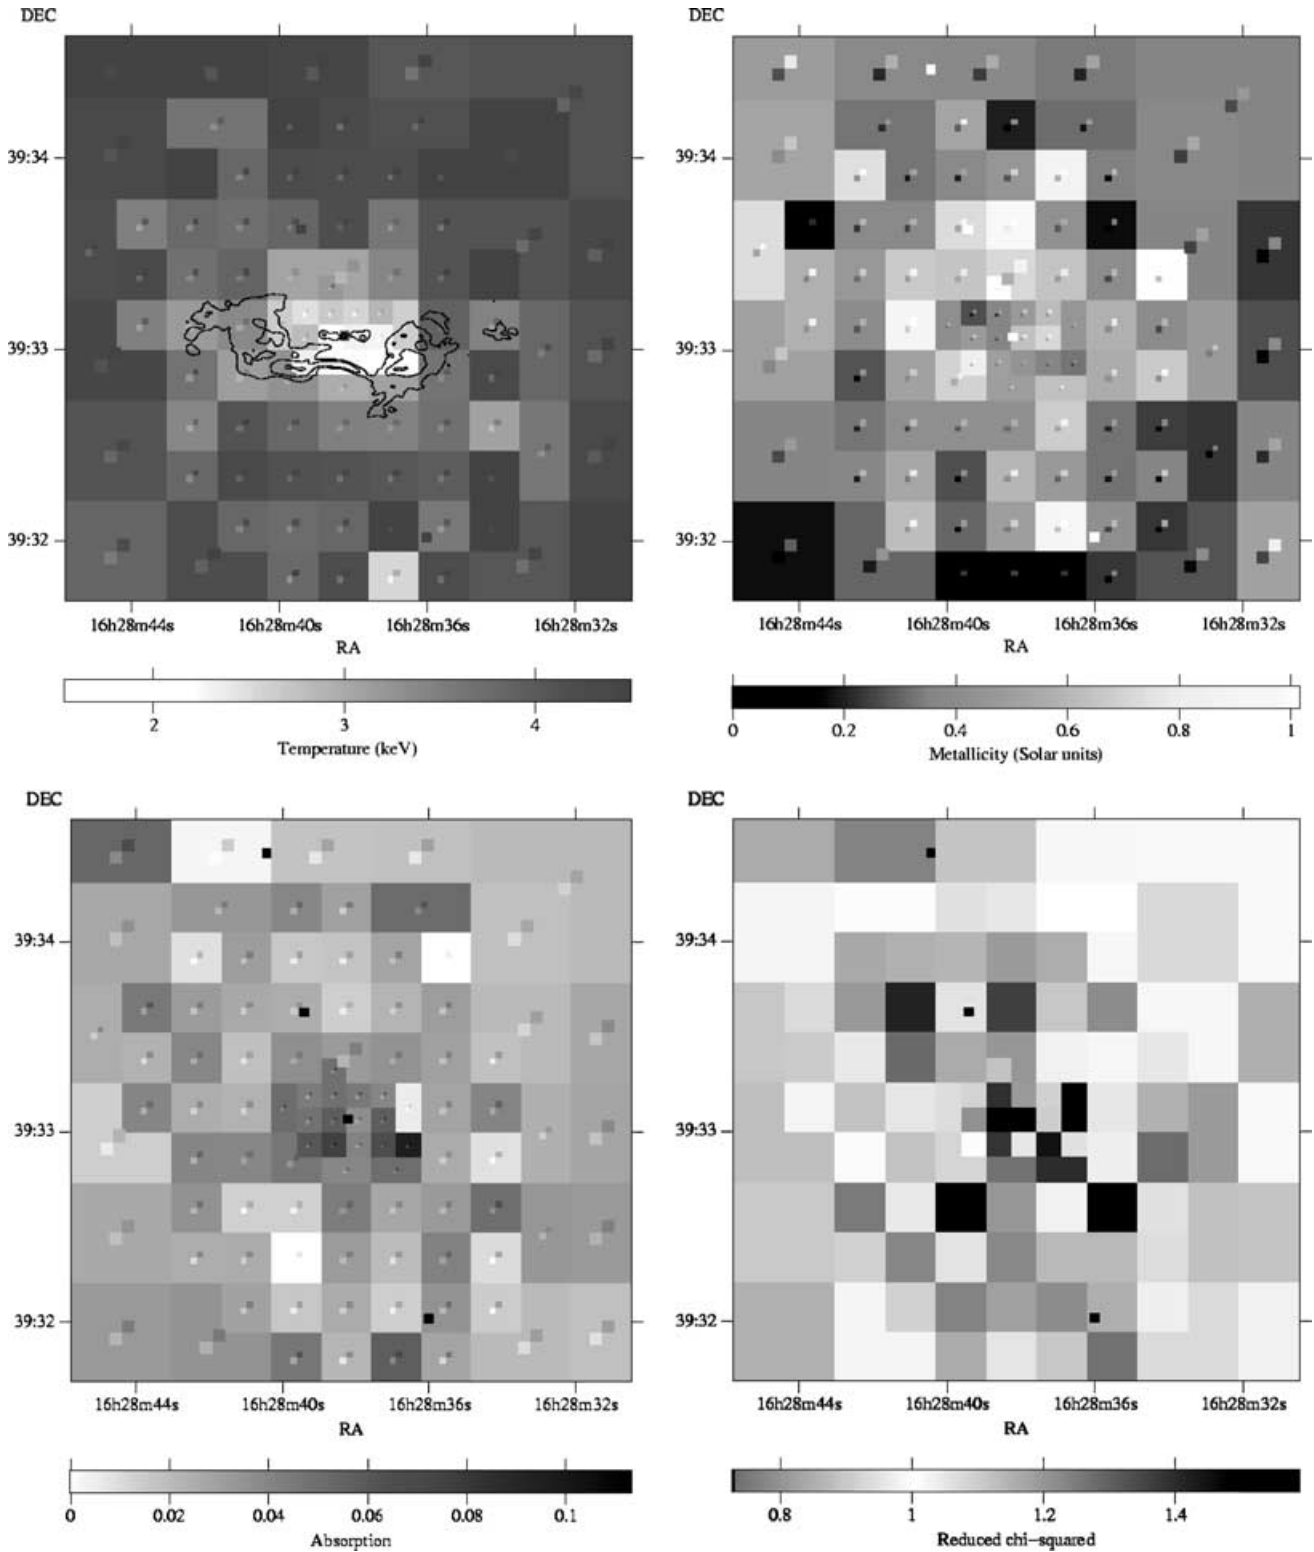 DEC
39:34
39:33
39:32
16h28m44s 16h28m40s 16h28m36s 16h28m32s
RA
2 3 4
Temperature (keV)
DEC
39:34
39:33
39:32
16h28m44s 16h28m40s 16h28m36s 16h28m32s
RA
0 0.2 0.4 0.6 0.8 1
Metallicity (Solar units)
DEC
39:34
39:33
39:32
16h28m44s 16h28m40s 16h28m36s 16h28m32s
RA
0 0.02 0.04 0.06 0.08 0.1
Absorption
DEC
39:34
39:33
39:32
16h28m44s 16h28m40s 16h28m36s 16h28m32s
RA
0.8 1 1.2 1.4
Reduced chi-squared